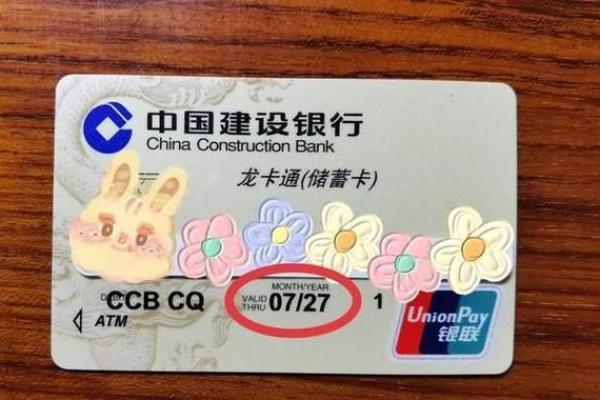 中国建设银行
China Construction Bank
龙卡通(储蓄卡)
MONTH/YEAR
CCB CQ VALID THRU 07/27 1
ATM
UnionPay
银联